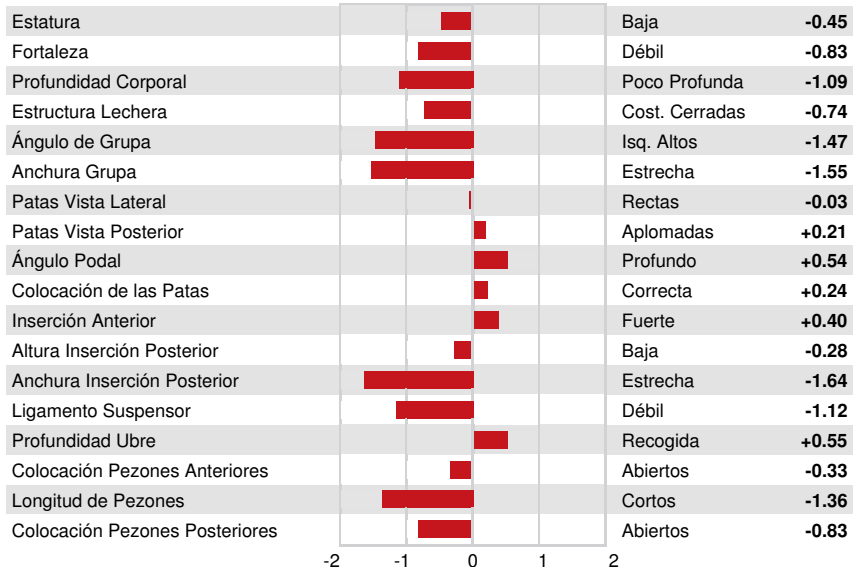 Estatura Baja -0.45
Fortaleza Débil -0.83
Profundidad Corporal Poco Profunda -1.09
Estructura Lechera Cost. Cerradas -0.74
Ángulo de Grupa Isq. Altos -1.47
Anchura Grupa Estrecha -1.55
Patas Vista Lateral Rectas -0.03
Patas Vista Posterior Aplomadas +0.21
Ángulo Podal Profundo +0.54
Colocación de las Patas Correcta +0.24
Inserción Anterior Fuerte +0.40
Altura Inserción Posterior Baja -0.28
Anchura Inserción Posterior Estrecha -1.64
Ligamento Suspensor Débil -1.12
Profundidad Ubre Recogida +0.55
Colocación Pezones Anteriores Abiertos -0.33
Longitud de Pezones Cortos -1.36
Colocación Pezones Posteriores Abiertos -0.83
-2 -1 0 1 2